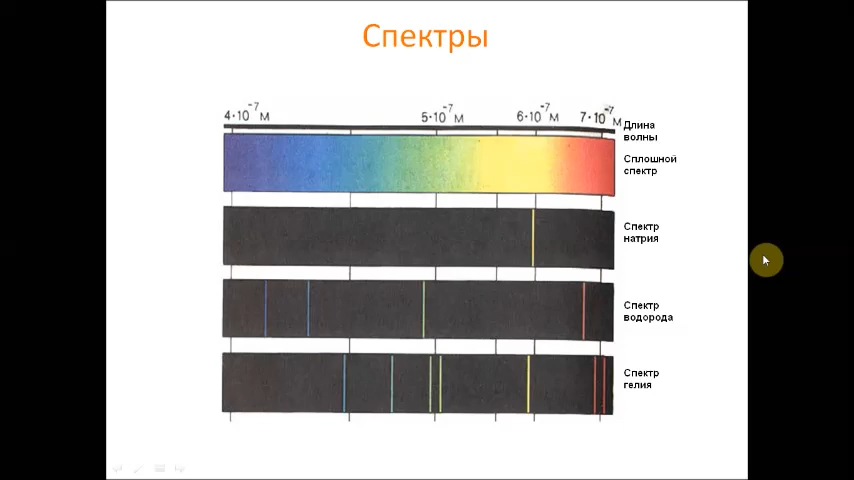 Спектры
4·10⁻⁷ м 5·10⁻⁷ м 6·10⁻⁷ м 7·10⁻⁷ м
Длина
волны
Сплошной
спектр
Спектр
натрия
Спектр
водорода
Спектр
гелия